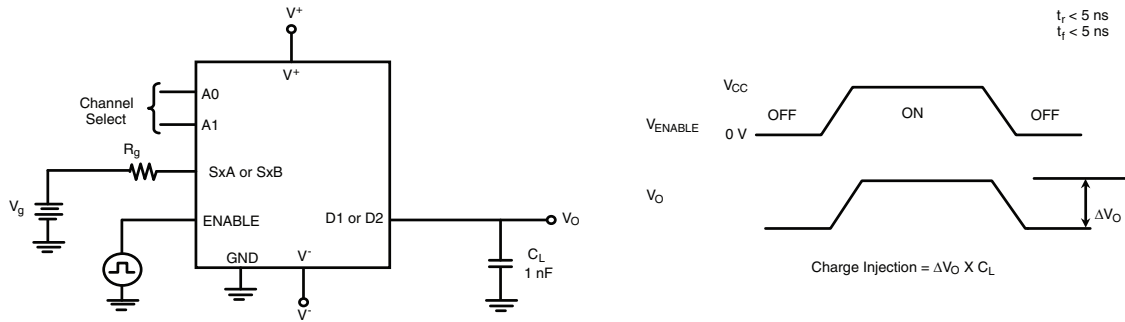 V+
V+
Channel
Select
A0
A1
Rg
SxA or SxB
Vg
ENABLE
D1 or D2
VO
GND
V-
CL
1 nF
V-
tr < 5 ns
tf < 5 ns
VCC
OFF
ON
OFF
VENABLE
0 V
VO
ΔVO
Charge Injection = ΔVO X CL